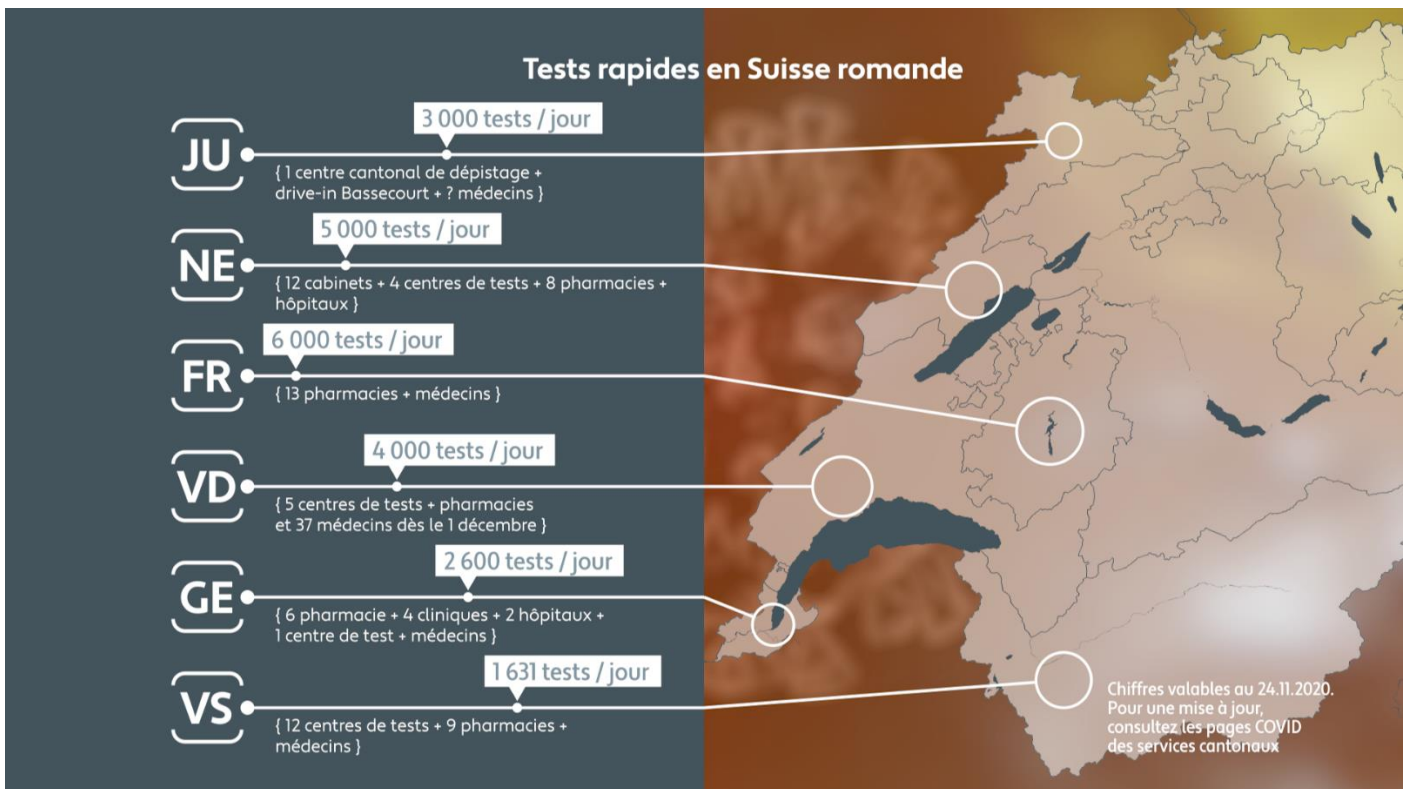 Tests rapides en Suisse romande
JU
3 000 tests / jour
{ 1 centre cantonal de dépistage +
drive-in Bassecourt + ? médecins }
NE
5 000 tests / jour
{ 12 cabinets + 4 centres de tests + 8 pharmacies +
hôpitaux }
FR
6 000 tests / jour
{ 13 pharmacies + médecins }
VD
4 000 tests / jour
{ 5 centres de tests + pharmacies
et 37 médecins dès le 1 décembre }
GE
2 600 tests / jour
{ 6 pharmacie + 4 cliniques + 2 hôpitaux +
1 centre de test + médecins }
VS
1 631 tests / jour
{ 12 centres de tests + 9 pharmacies +
médecins }
Chiffres valables au 24.11.2020.
Pour une mise à jour,
consultez les pages COVID
des services cantonaux